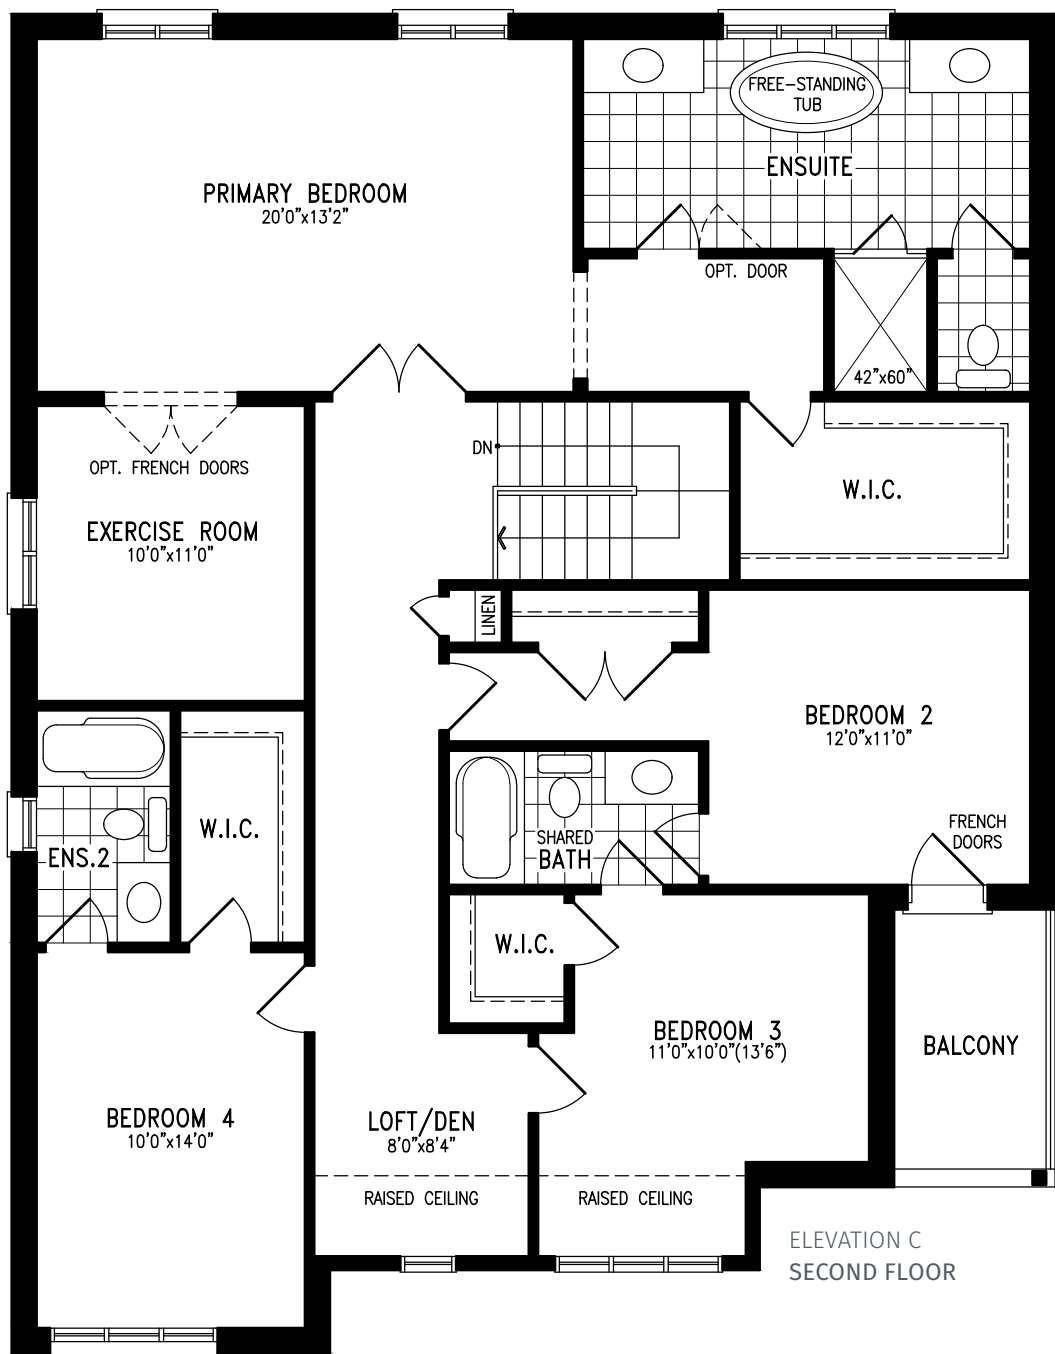 FREE-STANDING
TUB
ENSUITE
PRIMARY BEDROOM
20'0"x13'2"
OPT. DOOR
42"x60"
OPT. FRENCH DOORS
DN
W.I.C.
EXERCISE ROOM
10'0"x11'0"
LINEN
BEDROOM 2
12'0"x11'0"
W.I.C.
FRENCH
DOORS
SHARED
BATH
ENS.2
W.I.C.
BEDROOM 3
11'0"x10'0"(13'6")
BALCONY
BEDROOM 4
10'0"x14'0"
LOFT/DEN
8'0"x8'4"
RAISED CEILING
RAISED CEILING
ELEVATION C
SECOND FLOOR